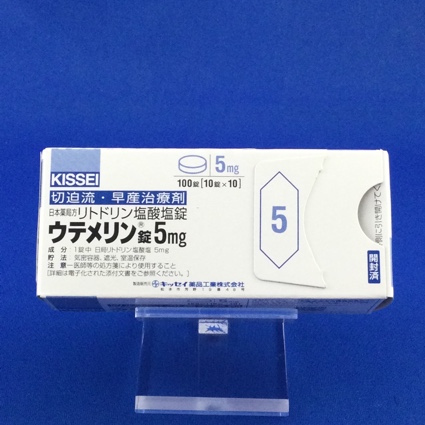 KISSEI
5mg
100錠[10錠×10]
切迫流・早産治療剤
日本薬局方 リトドリン塩酸塩錠
ウテメリン®錠5mg
成 分：1錠中 日局リトドリン塩酸塩 5mg
貯 法：気密容器、遮光、室温保存
注 意－医師等の処方箋により使用すること
[詳細は電子化された添付文書をご参照ください。]
製造販売元
キッセイ薬品工業株式会社
5
開封済